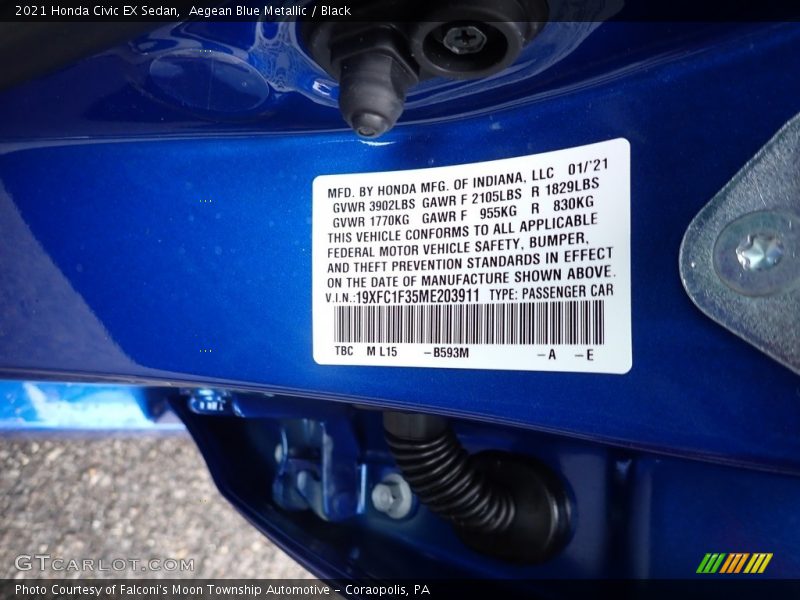 2021 Honda Civic EX Sedan,  Aegean Blue Metallic / Black
MFD. BY HONDA MFG. OF INDIANA, LLC 01/'21
GVWR 3902LBS GAWR F 2105LBS R 1829LBS
GVWR 1770KG GAWR F 955KG R 830KG
THIS VEHICLE CONFORMS TO ALL APPLICABLE
FEDERAL MOTOR VEHICLE SAFETY, BUMPER,
AND THEFT PREVENTION STANDARDS IN EFFECT
ON THE DATE OF MANUFACTURE SHOWN ABOVE.
V.I.N.:19XFC1F35ME203911 TYPE: PASSENGER CAR
TBC M L15 -B593M -A -E
GTCarLot.com
Photo Courtesy of Falconi's Moon Township Automotive - Coraopolis, PA